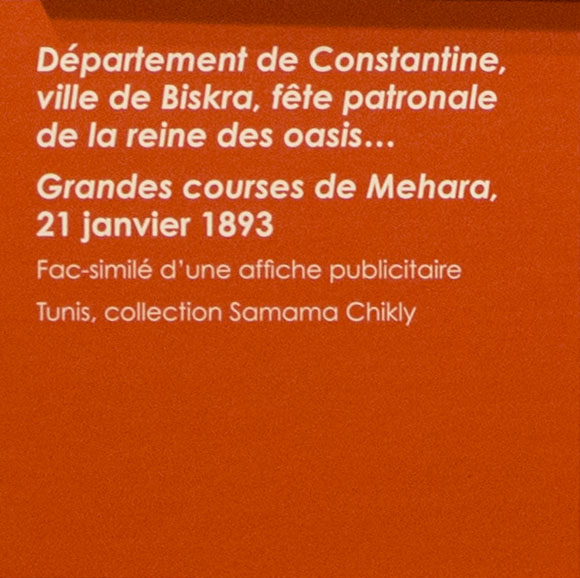 Département de Constantine,
ville de Biskra, fête patronale
de la reine des oasis…
Grandes courses de Mehara,
21 janvier 1893
Fac-similé d’une affiche publicitaire
Tunis, collection Samama Chikly